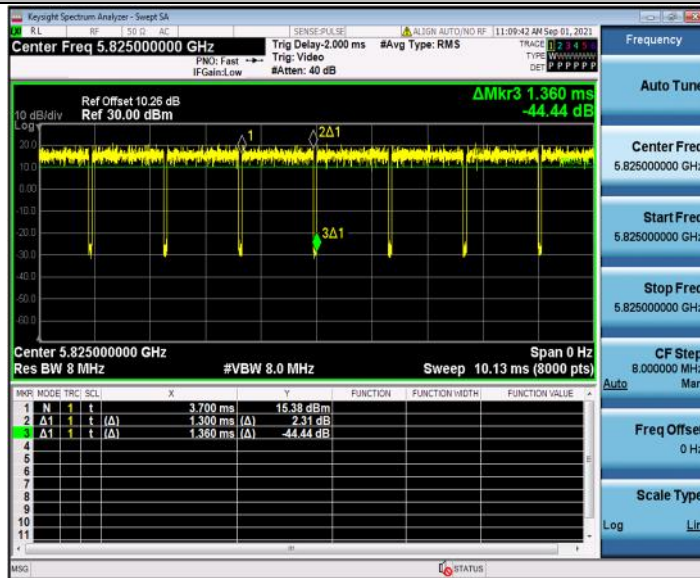 Keysight Spectrum Analyzer - Swept SA
RL RF 50 Ω AC SENSE:PULSE ALIGN AUTO/NO RF 11:09:42 AM Sep 01, 2021
Center Freq 5.825000000 GHz
PNO: Fast
IFGain:Low
Trig Delay-2.000 ms
Trig: Video
#Atten: 40 dB
#Avg Type: RMS
TRACE 1 2 3 4 5 6
TYPE WWWWWW
DET P P P P P P
Ref Offset 10.26 dB
10 dB/div Ref 30.00 dBm
Log
ΔMkr3 1.360 ms
-44.44 dB
20.0
10.0
0.00
-10.0
-20.0
-30.0
-40.0
-50.0
-60.0
1
2Δ1
3Δ1
Center 5.825000000 GHz Span 0 Hz
Res BW 8 MHz #VBW 8.0 MHz Sweep 10.13 ms (8000 pts)
MKR MODE TRC SCL X Y FUNCTION FUNCTION WIDTH FUNCTION VALUE
1 N 1 t 3.700 ms 15.38 dBm
2 Δ1 1 t (Δ) 1.300 ms (Δ) 2.31 dB
3 Δ1 1 t (Δ) 1.360 ms (Δ) -44.44 dB
4
5
6
7
8
9
10
11
MSG STATUS
Frequency
Auto Tune
Center Freq
5.825000000 GHz
Start Freq
5.825000000 GHz
Stop Freq
5.825000000 GHz
CF Step
8.000000 MHz
Auto Man
Freq Offset
0 Hz
Scale Type
Log Lin